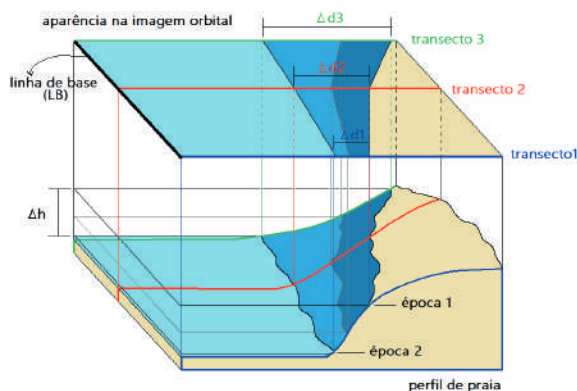 aparência na imagem orbital
Δd3
transecto 3
linha de base
(LB)
Δd2
transecto 2
Δd1
transecto1
Δh
época 1
época 2
perfil de praia